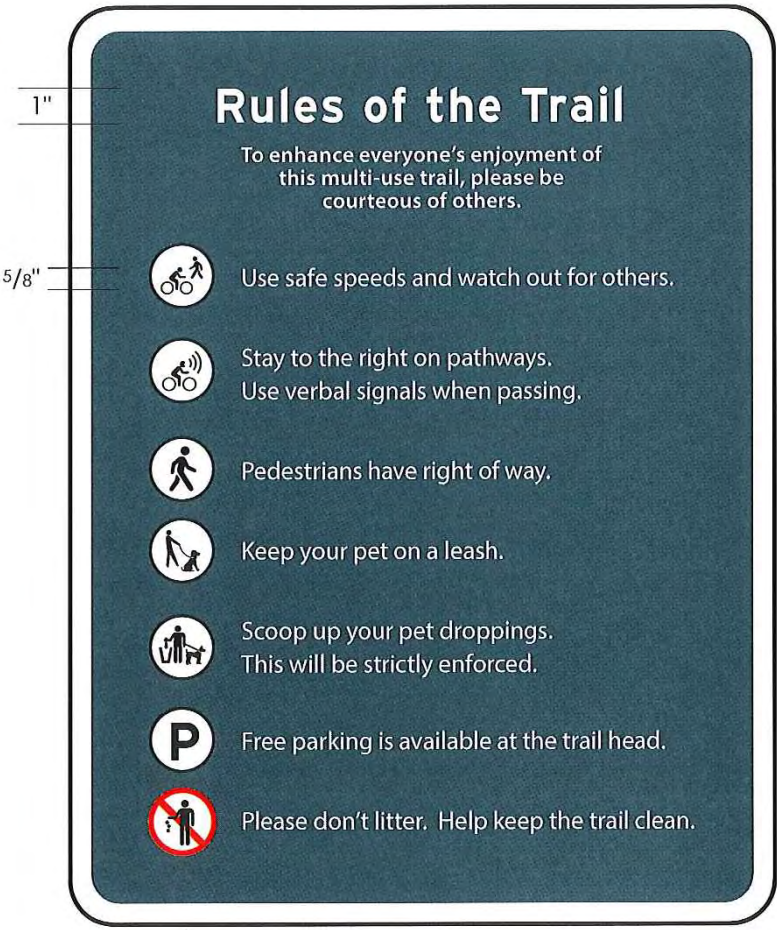 1"
Rules of the Trail
To enhance everyone's enjoyment of
this multi-use trail, please be
courteous of others.
5/8"
Use safe speeds and watch out for others.
Stay to the right on pathways.
Use verbal signals when passing.
Pedestrians have right of way.
Keep your pet on a leash.
Scoop up your pet droppings.
This will be strictly enforced.
P
Free parking is available at the trail head.
Please don't litter. Help keep the trail clean.